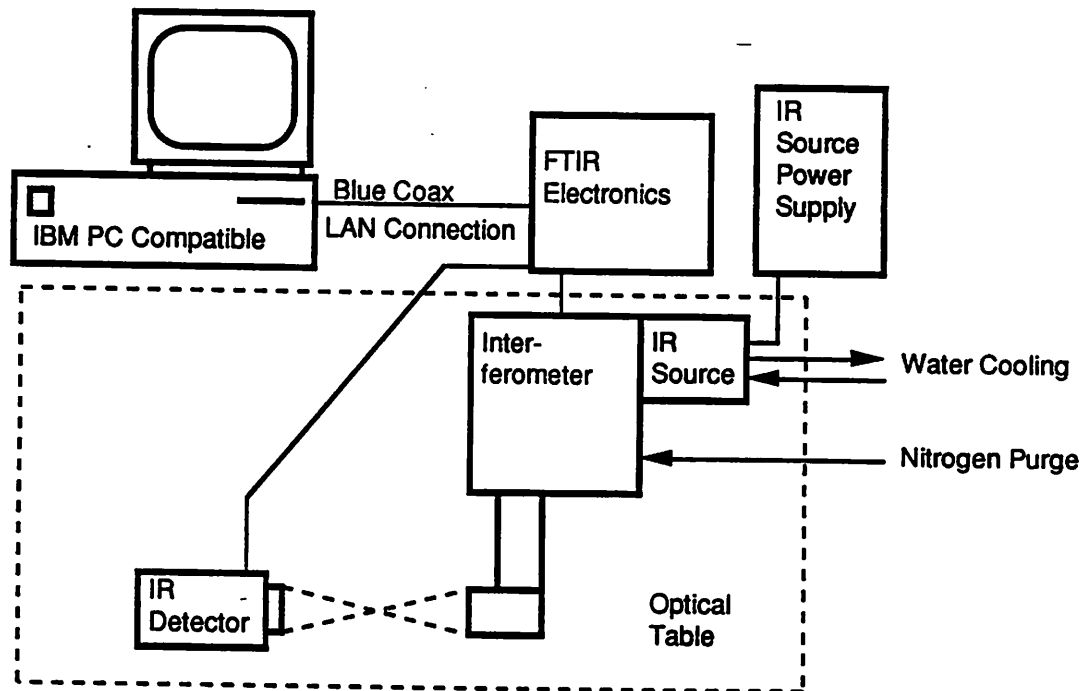 IBM PC Compatible
Blue Coax
LAN Connection
FTIR
Electronics
IR
Source
Power
Supply
Inter-
ferometer
IR
Source
Water Cooling
Nitrogen Purge
IR
Detector
Optical
Table